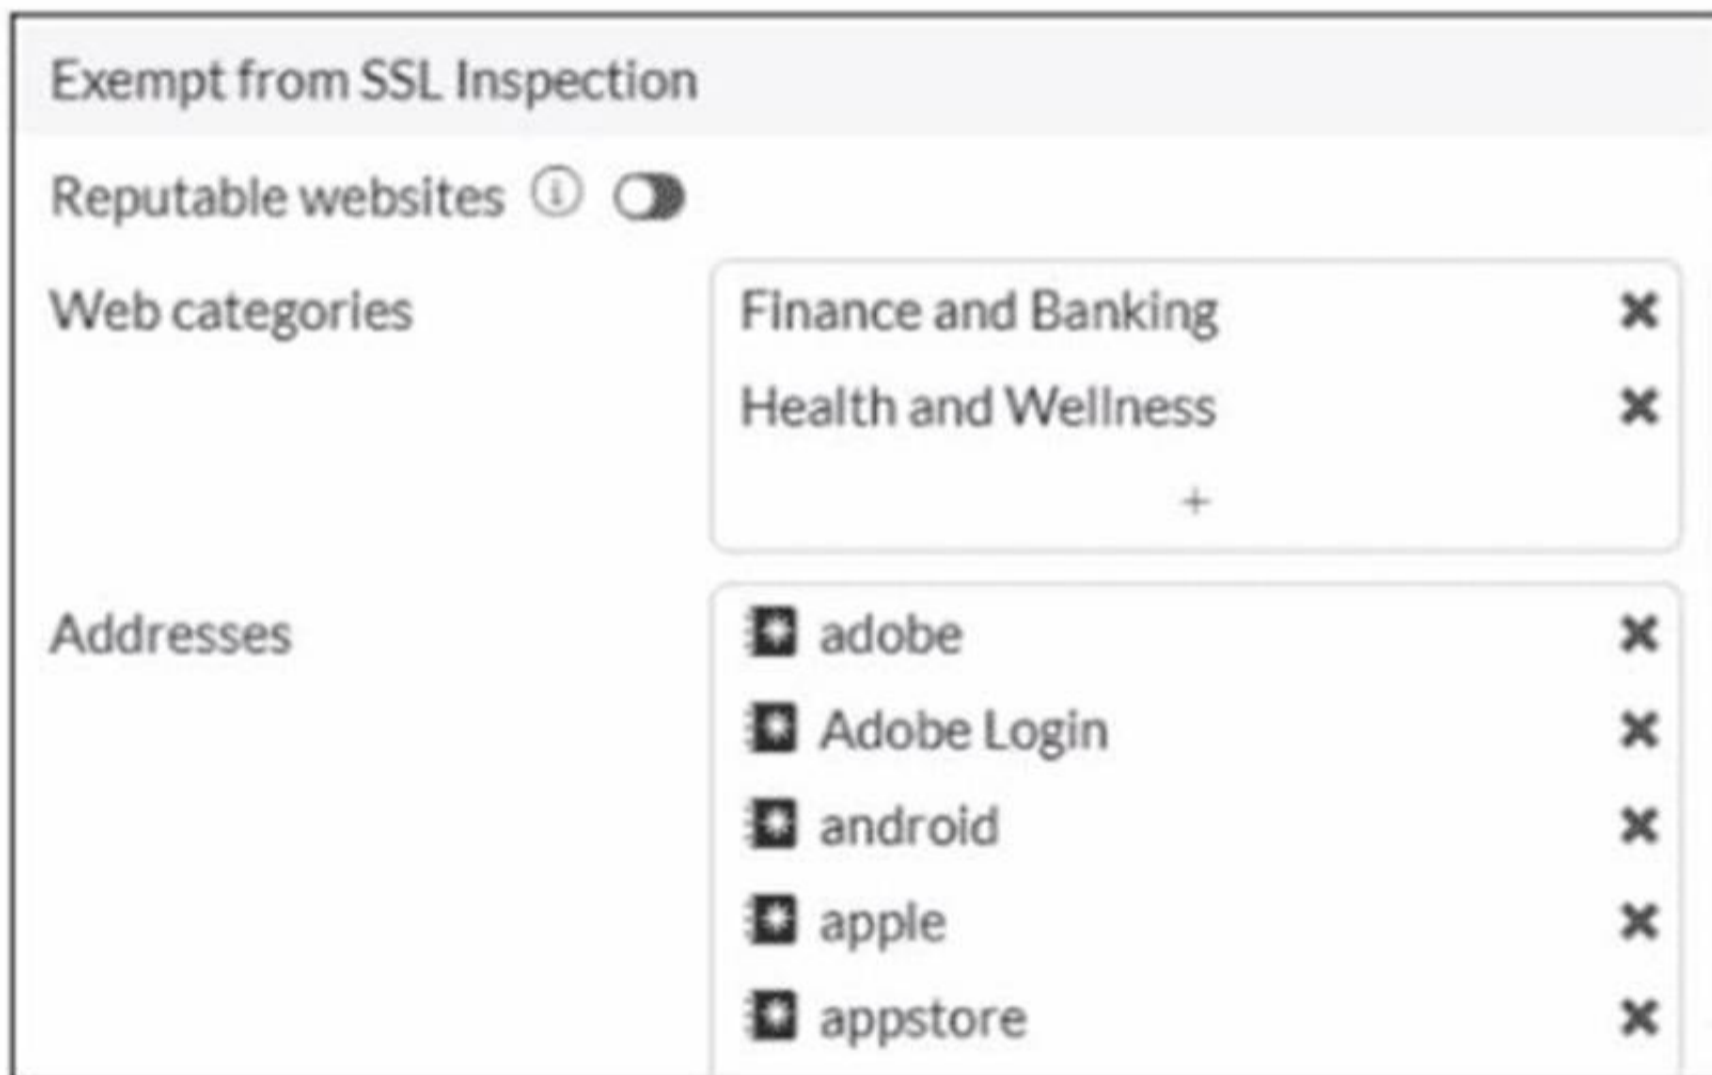 Exempt from SSL Inspection
Reputable websites
Web categories
Finance and Banking
Health and Wellness
Addresses
adobe
Adobe Login
android
apple
appstore